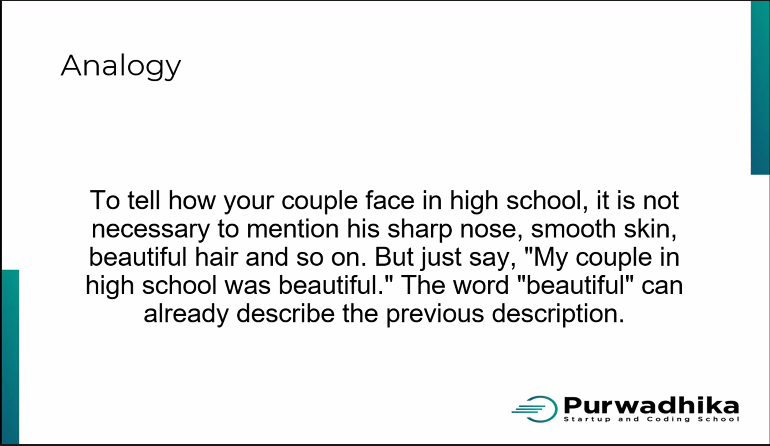 Analogy
To tell how your couple face in high school, it is not
necessary to mention his sharp nose, smooth skin,
beautiful hair and so on. But just say, "My couple in
high school was beautiful." The word "beautiful" can
already describe the previous description.
Purwadhika
Startup and Coding School